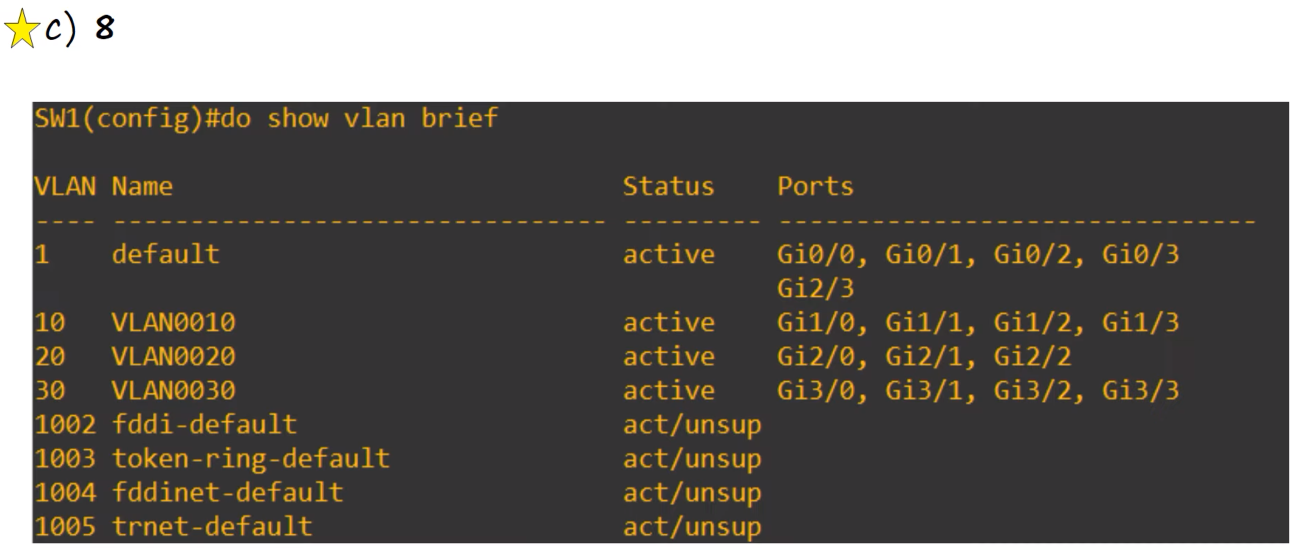 c) 8
SW1(config)#do show vlan brief
VLAN Name                             Status    Ports
---- -------------------------------- --------- -------------------------------
1    default                          active    Gi0/0, Gi0/1, Gi0/2, Gi0/3
                                                Gi2/3
10   VLAN0010                         active    Gi1/0, Gi1/1, Gi1/2, Gi1/3
20   VLAN0020                         active    Gi2/0, Gi2/1, Gi2/2
30   VLAN0030                         active    Gi3/0, Gi3/1, Gi3/2, Gi3/3
1002 fddi-default                     act/unsup
1003 token-ring-default               act/unsup
1004 fddinet-default                  act/unsup
1005 trnet-default                    act/unsup